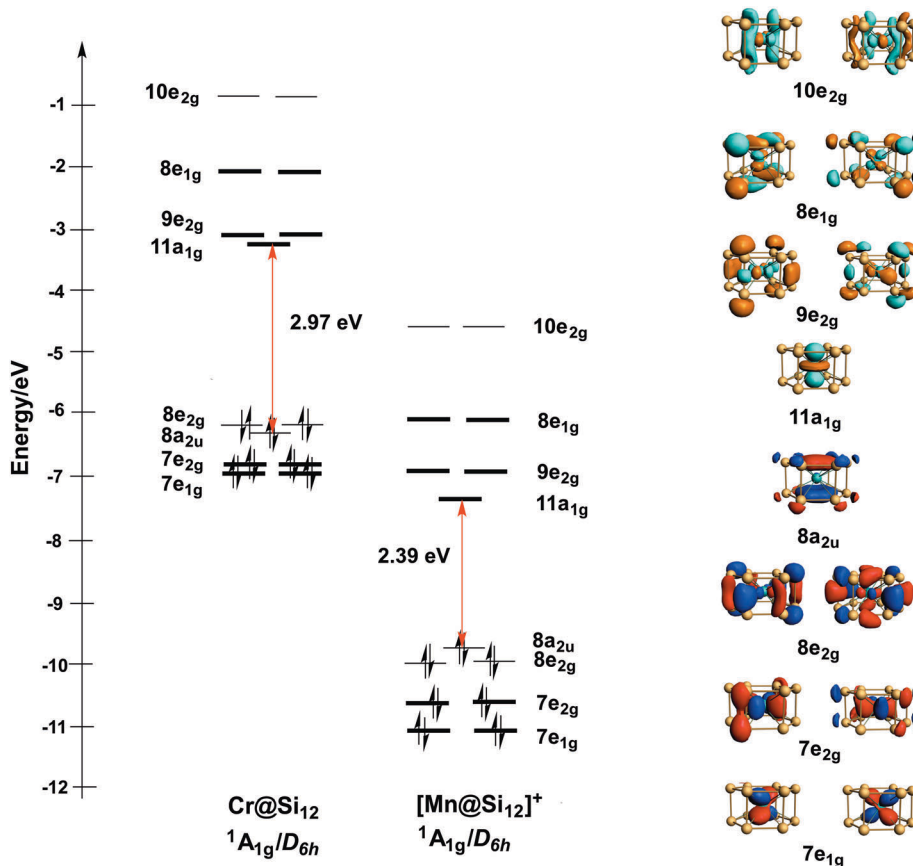 Energy/eV
-1
-2
-3
-4
-5
-6
-7
-8
-9
-10
-11
-12
10e2g
8e1g
9e2g
11a1g
2.97 eV
8e2g
8a2u
7e2g
7e1g
Cr@Si12
1A1g/D6h
10e2g
8e1g
9e2g
11a1g
2.39 eV
8a2u
8e2g
7e2g
7e1g
[Mn@Si12]+
1A1g/D6h
10e2g
8e1g
9e2g
11a1g
8a2u
8e2g
7e2g
7e1g